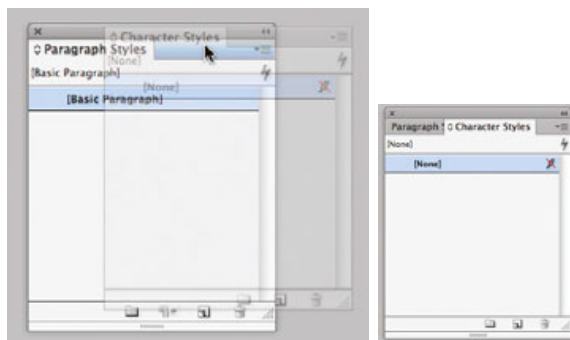 Character Styles
Paragraph Styles
[None]
[Basic Paragraph]
[None]
[Basic Paragraph]
Paragraph Character Styles
[None]
[None]